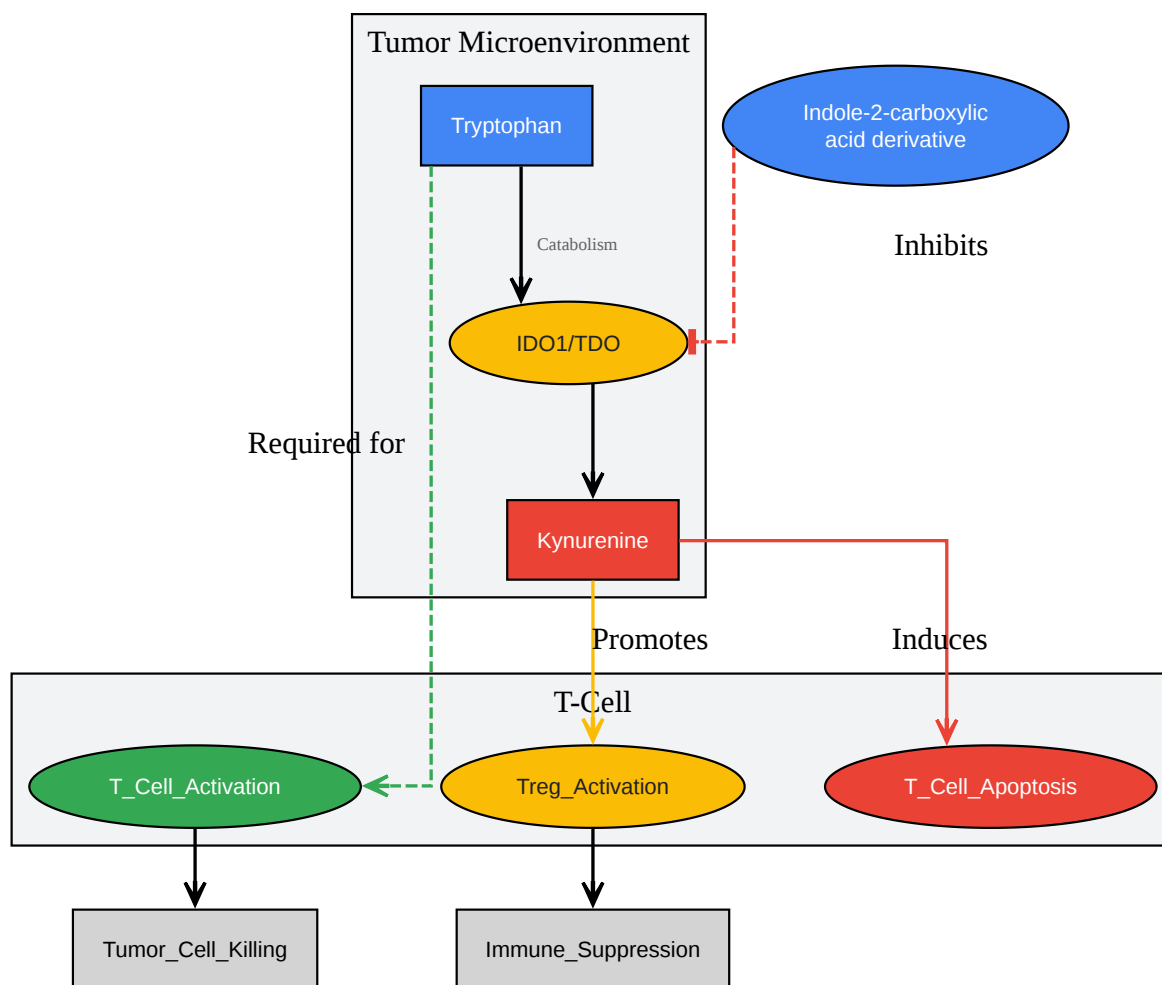 Tumor Microenvironment
Tryptophan
Indole-2-carboxylic
acid derivative
Catabolism
Inhibits
IDO1/TDO
Required for
Kynurenine
Promotes
Induces
T-Cell
T_Cell_Activation
Treg_Activation
T_Cell_Apoptosis
Tumor_Cell_Killing
Immune_Suppression